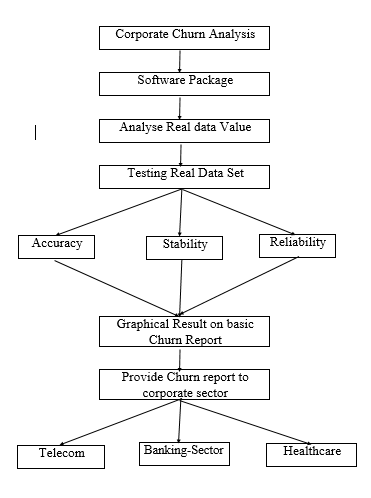 Corporate Churn Analysis
Software Package
Analyse Real data Value
Testing Real Data Set
Accuracy
Stability
Reliability
Graphical Result on basic
Churn Report
Provide Churn report to
corporate sector
Telecom
Banking-Sector
Healthcare